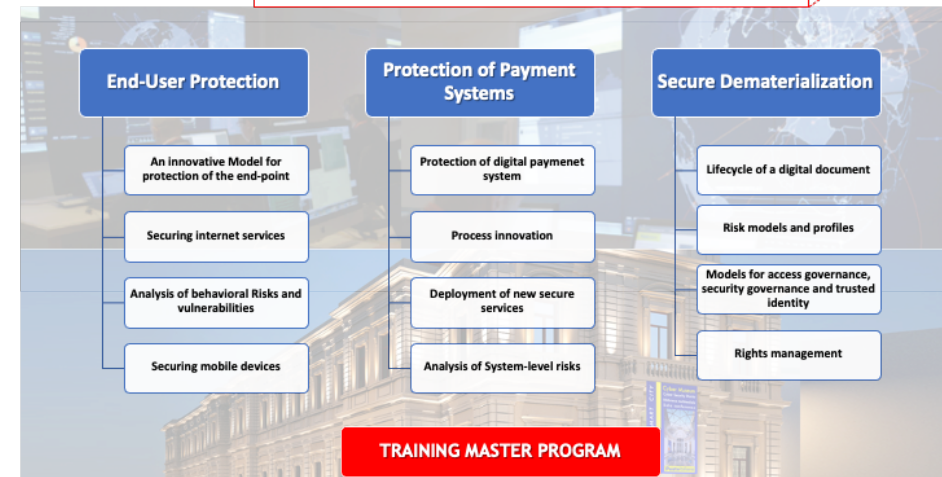 End-User Protection
An innovative Model for
protection of the end-point
Securing internet services
Analysis of behavioral Risks and
vulnerabilities
Securing mobile devices
Protection of Payment
Systems
Protection of digital paymenet
system
Process innovation
Deployment of new secure
services
Analysis of System-level risks
Secure Dematerialization
Lifecycle of a digital document
Risk models and profiles
Models for access governance,
security governance and trusted
identity
Rights management
TRAINING MASTER PROGRAM